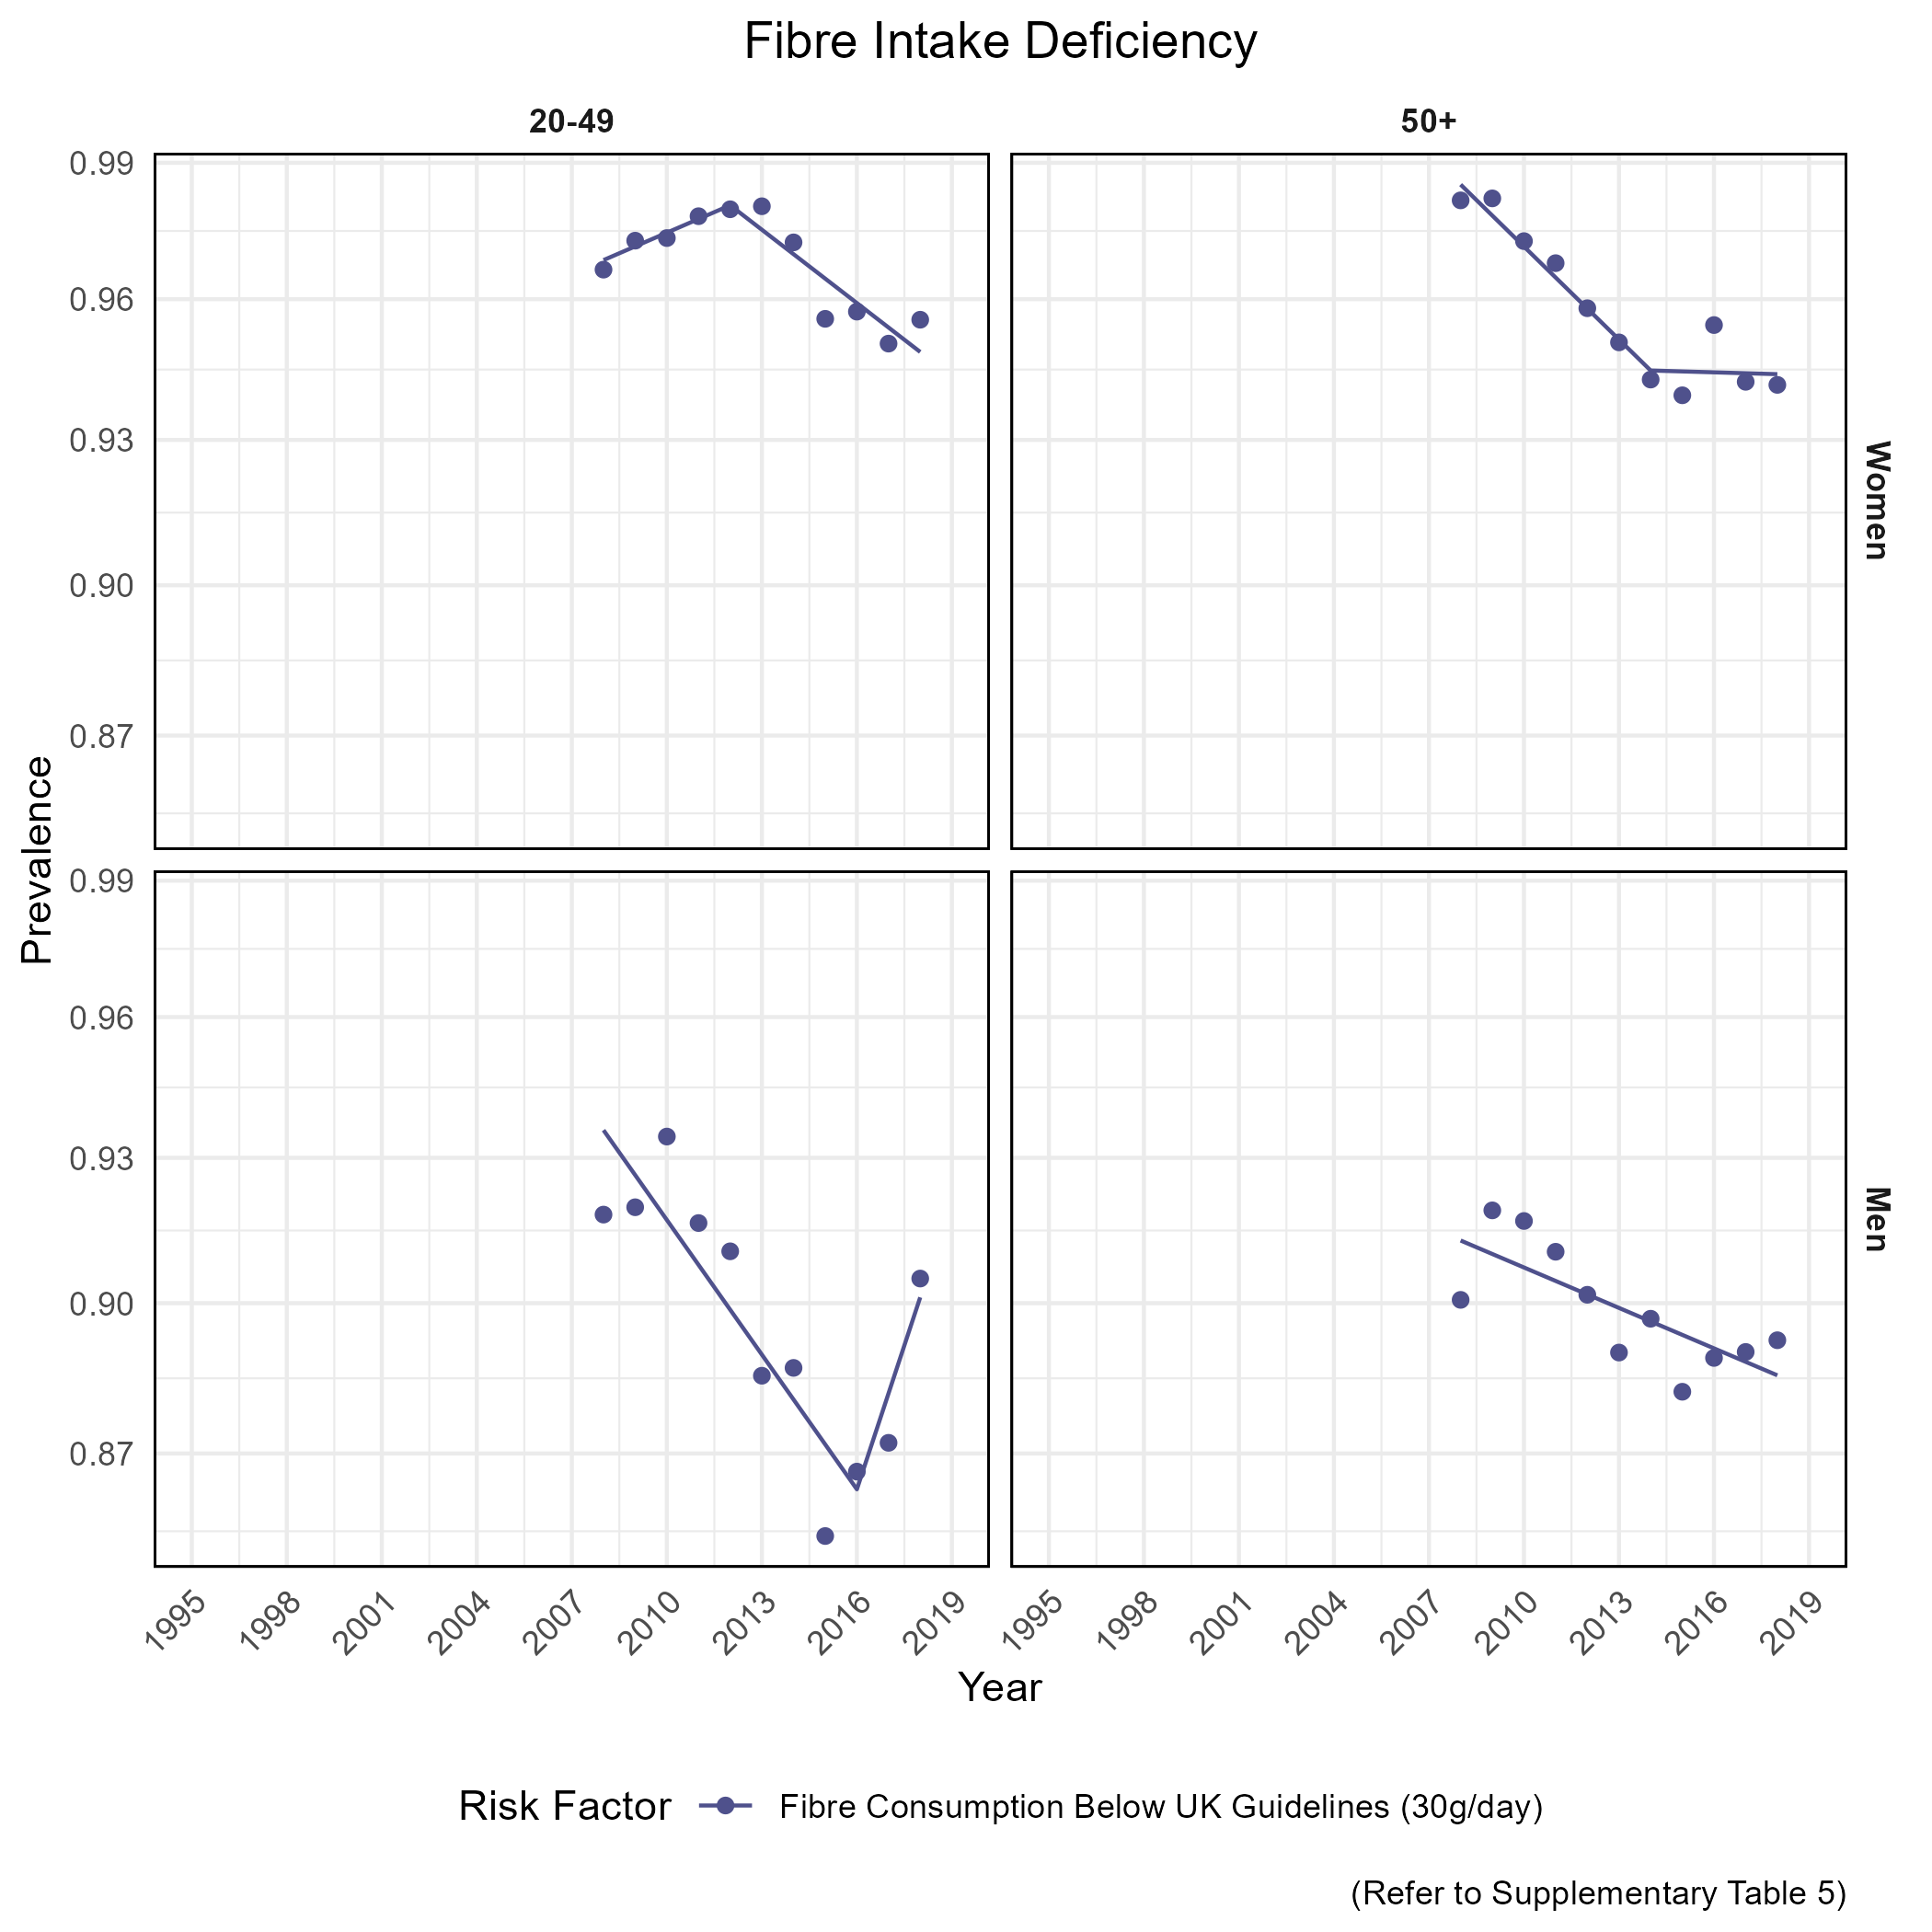 Fibre Intake Deficiency
20-49 50+
0.99
0.96
0.93
0.90
0.87
Women
Prevalence
0.99
0.96
0.93
0.90
0.87
Men
1995 1998 2001 2004 2007 2010 2013 2016 2019 1995 1998 2001 2004 2007 2010 2013 2016 2019
Year
Risk Factor Fibre Consumption Below UK Guidelines (30g/day)
(Refer to Supplementary Table 5)